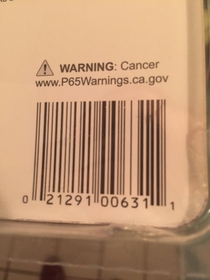 WARNING: Cancer
www.P65Warnings.ca.gov
0 21291 00631 1